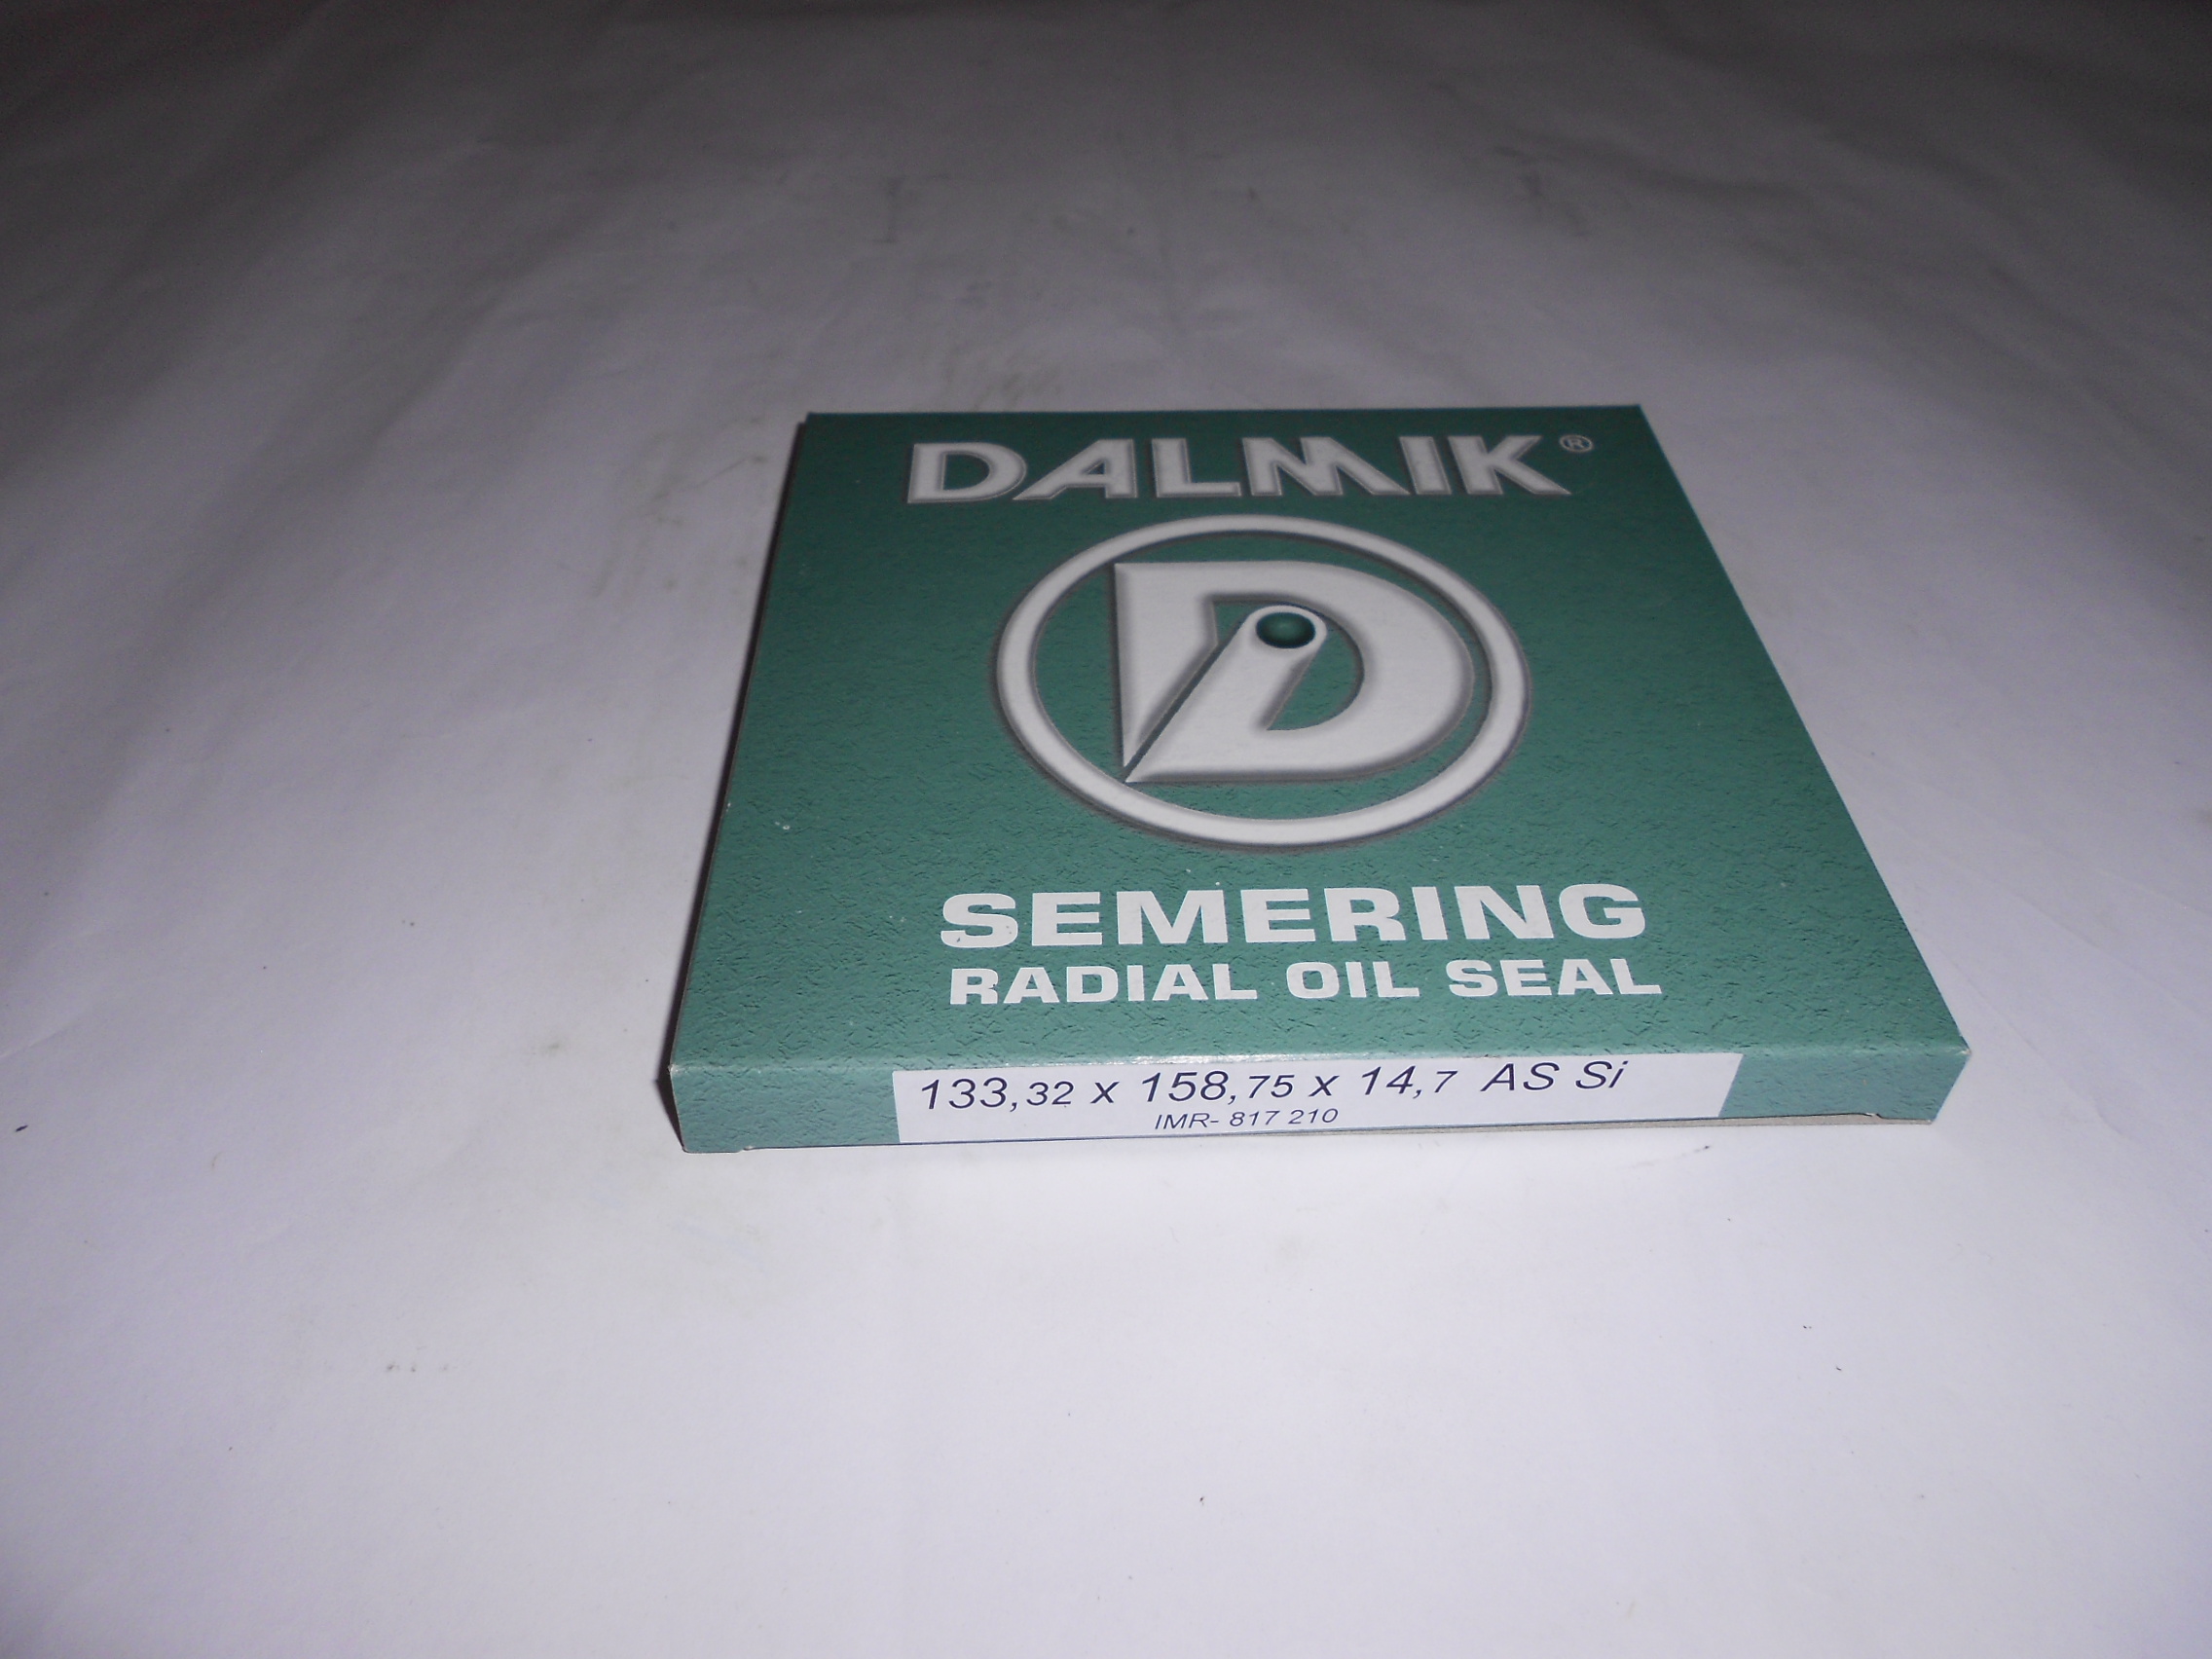 DALMIK®
SEMERING
RADIAL OIL SEAL
133,32 x 158,75 x 14,7 AS Si
IMR- 817 210